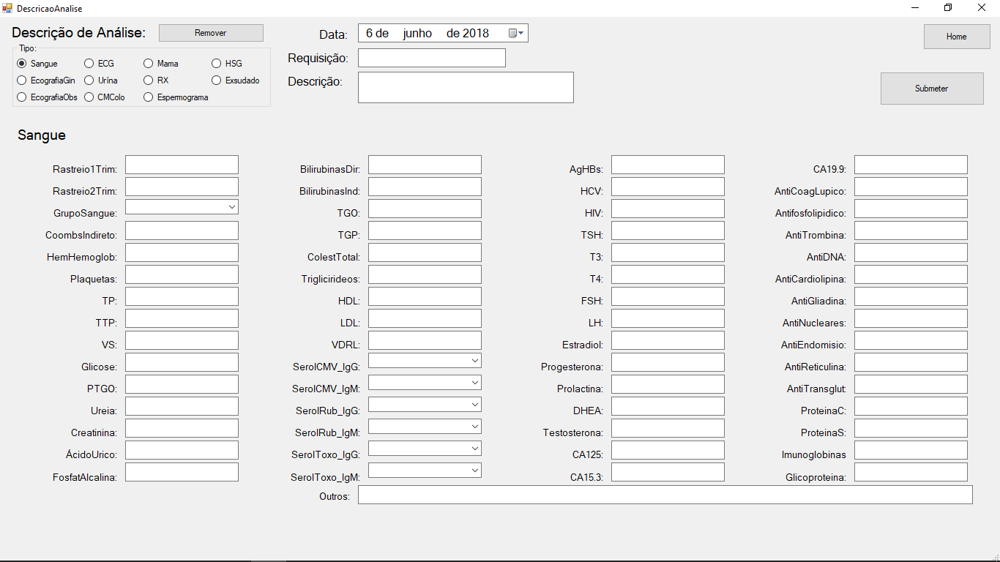 DescricaoAnalise
Descrição de Análise:
Remover
Tipo:
Sangue ECG Mama HSG
EcografiaGin Urína RX Exsudado
EcografiaObs CMColo Espermograma
Data: 6 de junho de 2018
Requisição:
Descrição:
Home
Submeter
Sangue
Rastreio1Trim:
Rastreio2Trim:
GrupoSangue:
CoombsIndireto:
HemHemoglob:
Plaquetas:
TP:
TTP:
VS:
Glicose:
PTGO:
Ureia:
Creatinina:
ÁcidoUrico:
FosfatAlcalina:
BilirubinasDir:
BilirubinasInd:
TGO:
TGP:
ColestTotal:
Triglicirideos:
HDL:
LDL:
VDRL:
SerolCMV_IgG:
SerolCMV_IgM:
SerolRub_IgG:
SerolRub_IgM:
SerolToxo_IgG:
SerolToxo_IgM:
AgHBs:
HCV:
HIV:
TSH:
T3:
T4:
FSH:
LH:
Estradiol:
Progesterona:
Prolactina:
DHEA:
Testosterona:
CA125:
CA15.3:
CA19.9:
AntiCoagLupico:
Antifosfolipidico:
AntiTrombina:
AntiDNA:
AntiCardiolipina:
AntiGliadina:
AntiNucleares:
AntiEndomisio:
AntiReticulina:
AntiTransglut:
ProteinaC:
ProteinaS:
Imunoglobinas
Glicoproteina:
Outros: